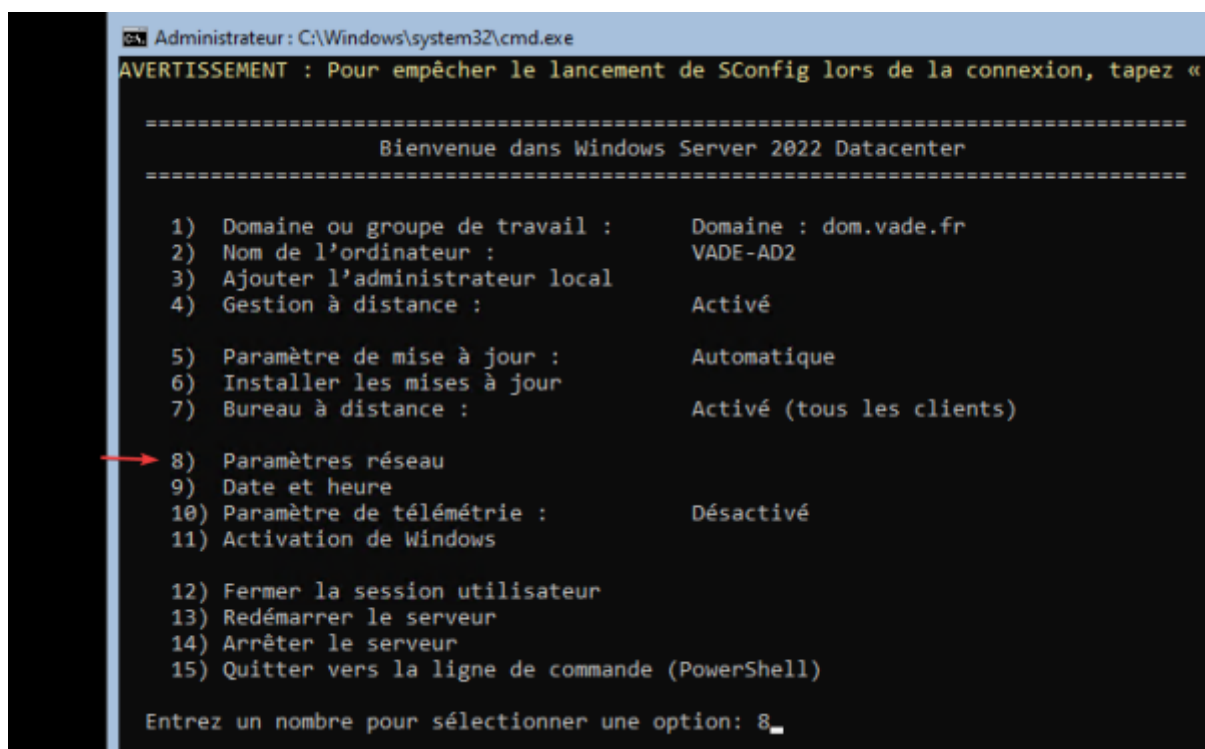 Administrateur : C:\Windows\system32\cmd.exe
AVERTISSEMENT : Pour empêcher le lancement de SConfig lors de la connexion, tapez «
================================================================================
Bienvenue dans Windows Server 2022 Datacenter
================================================================================
1) Domaine ou groupe de travail : Domaine : dom.vade.fr
2) Nom de l’ordinateur : VADE-AD2
3) Ajouter l’administrateur local
4) Gestion à distance : Activé
5) Paramètre de mise à jour : Automatique
6) Installer les mises à jour
7) Bureau à distance : Activé (tous les clients)
8) Paramètres réseau
9) Date et heure
10) Paramètre de télémétrie : Désactivé
11) Activation de Windows
12) Fermer la session utilisateur
13) Redémarrer le serveur
14) Arrêter le serveur
15) Quitter vers la ligne de commande (PowerShell)
Entrez un nombre pour sélectionner une option: 8_